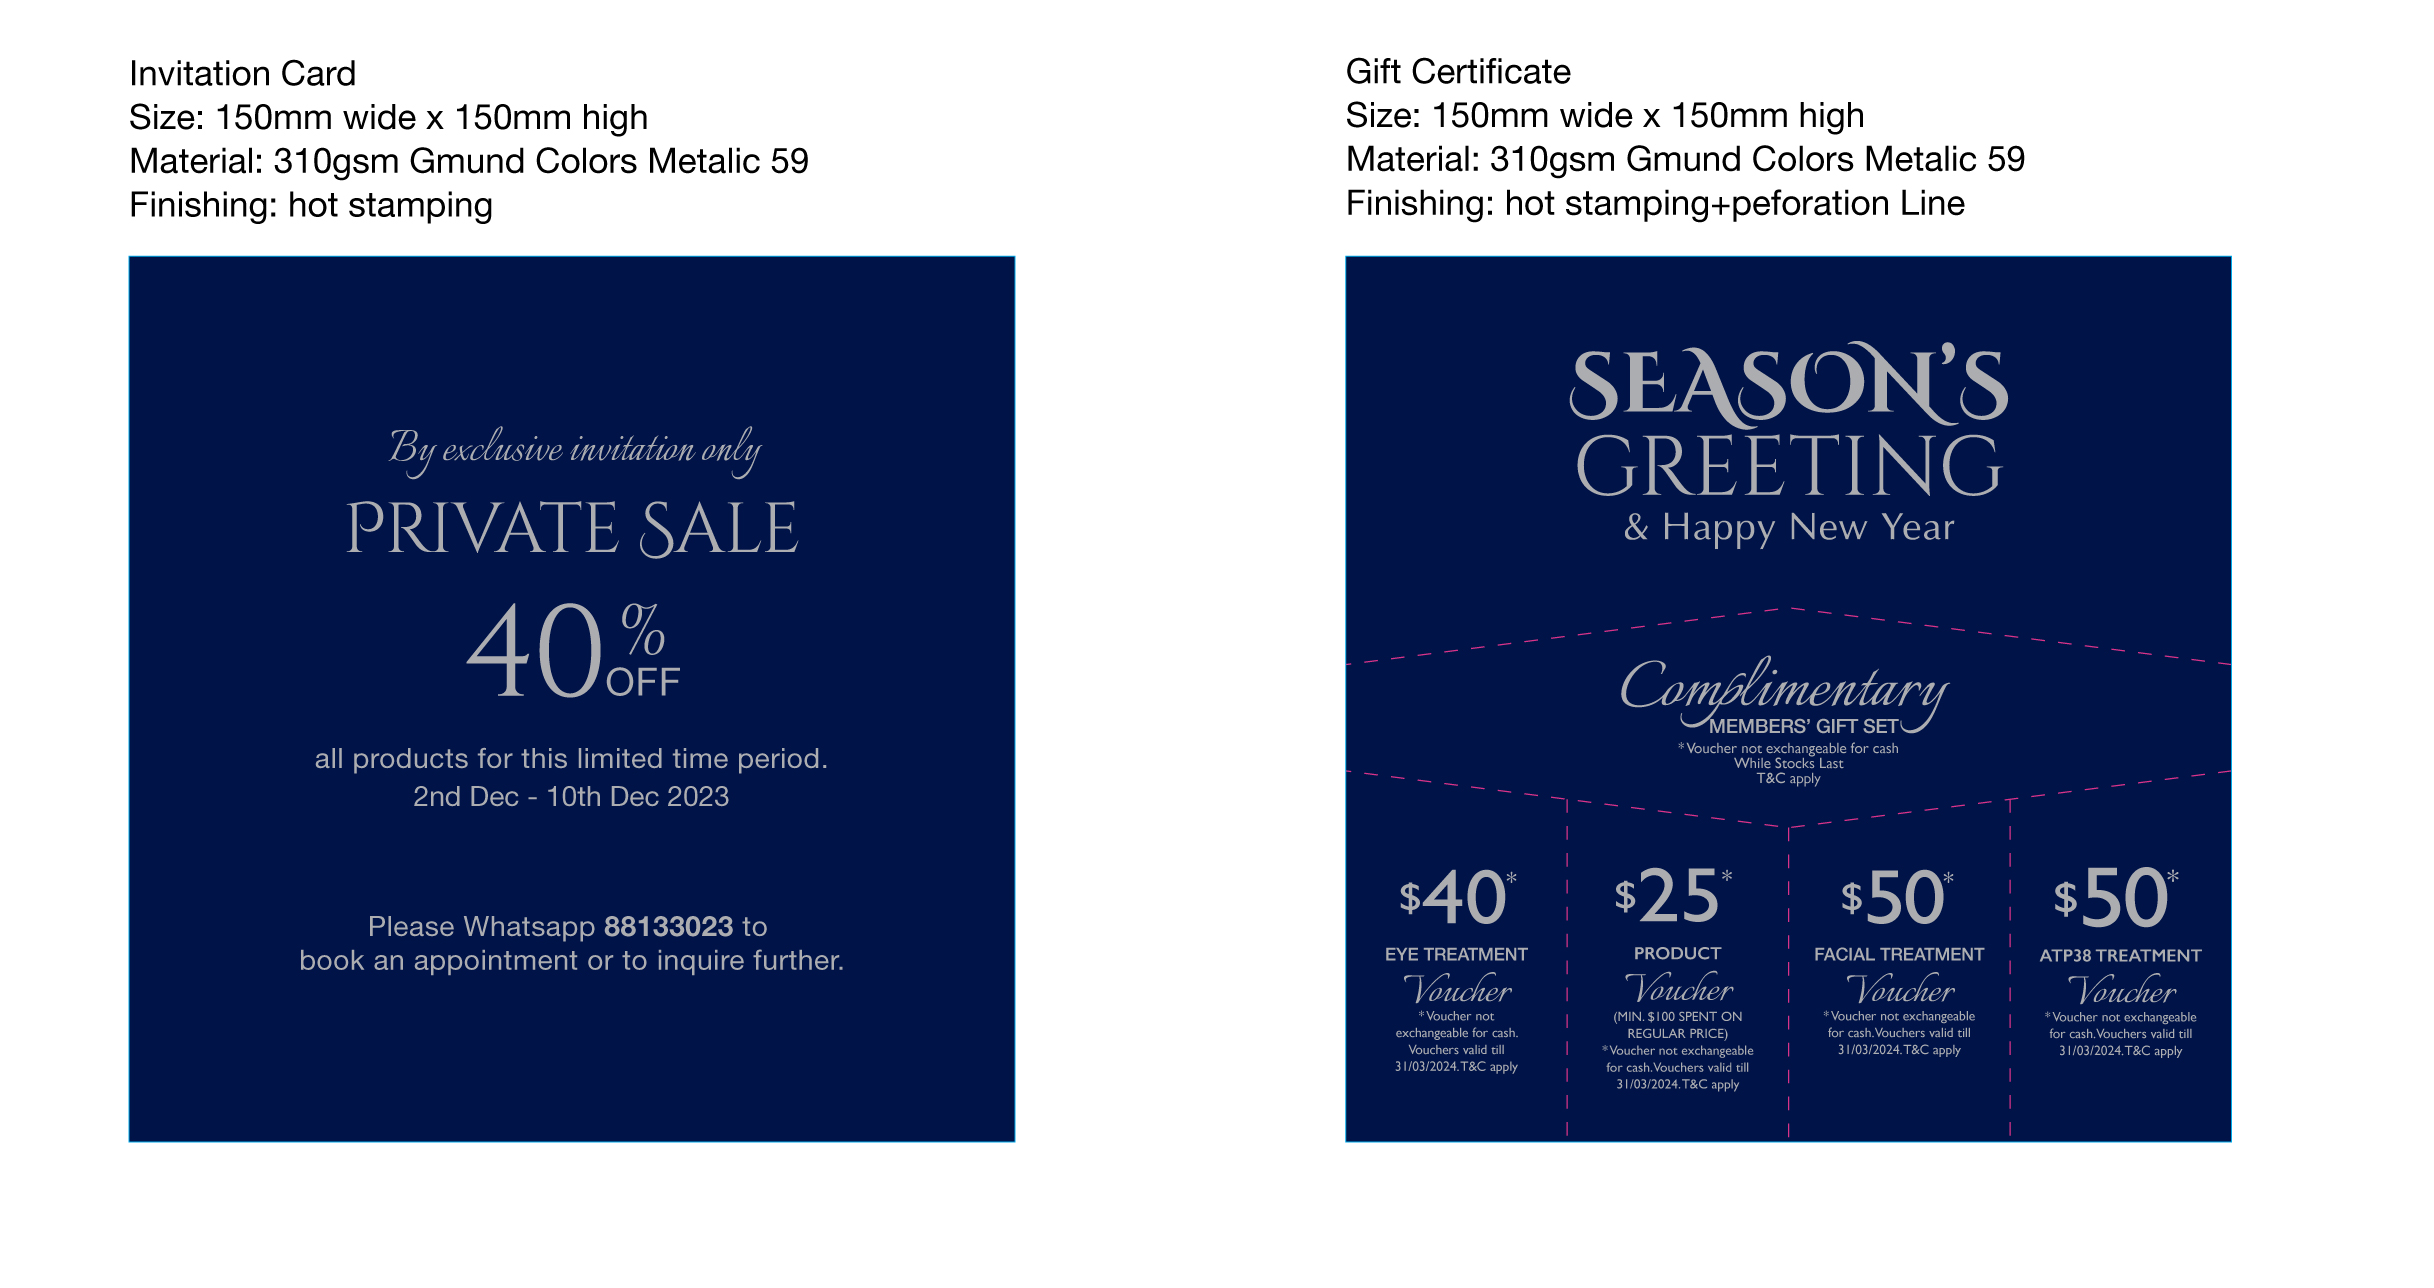 Invitation Card
Size: 150mm wide x 150mm high
Material: 310gsm Gmund Colors Metalic 59
Finishing: hot stamping
By exclusive invitation only
PRIVATE SALE
40%
OFF
all products for this limited time period.
2nd Dec - 10th Dec 2023
Please Whatsapp 88133023 to
book an appointment or to inquire further.
Gift Certificate
Size: 150mm wide x 150mm high
Material: 310gsm Gmund Colors Metalic 59
Finishing: hot stamping+peforation Line
SEASON'S
GREETING
& Happy New Year
Complimentary
MEMBERS' GIFT SET
*Voucher not exchangeable for cash
While Stocks Last
T&C apply
$40*
EYE TREATMENT
Voucher
*Voucher not
exchangeable for cash.
Vouchers valid till
31/03/2024.T&C apply
$25*
PRODUCT
Voucher
(MIN. $100 SPENT ON
REGULAR PRICE)
*Voucher not exchangeable
for cash.Vouchers valid till
31/03/2024.T&C apply
$50*
FACIAL TREATMENT
Voucher
*Voucher not exchangeable
for cash.Vouchers valid till
31/03/2024.T&C apply
$50*
ATP38 TREATMENT
Voucher
*Voucher not exchangeable
for cash.Vouchers valid till
31/03/2024.T&C apply